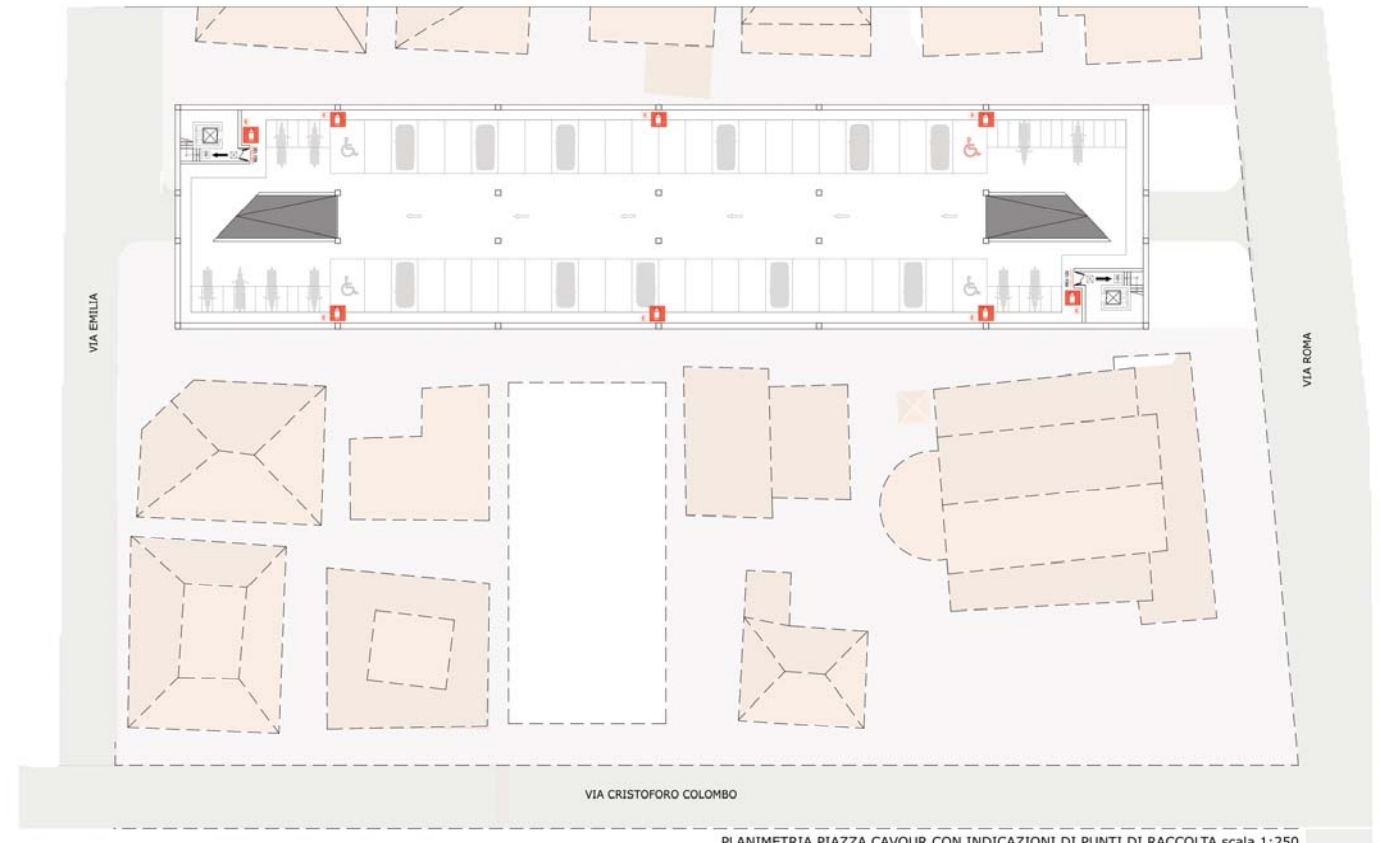 VIA EMILIA
VIA ROMA
VIA CRISTOFORO COLOMBO
PLANIMETRIA PIAZZA CAVOUR CON INDICAZIONI DI PUNTI DI RACCOLTA scala 1:250